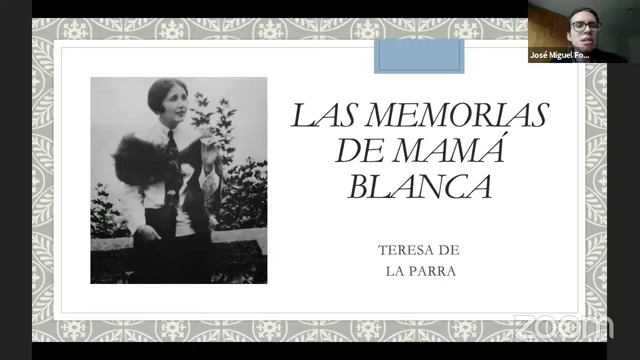 José Miguel Fo...
LAS MEMORIAS
DE MAMÁ
BLANCA
TERESA DE
LA PARRA
zoom